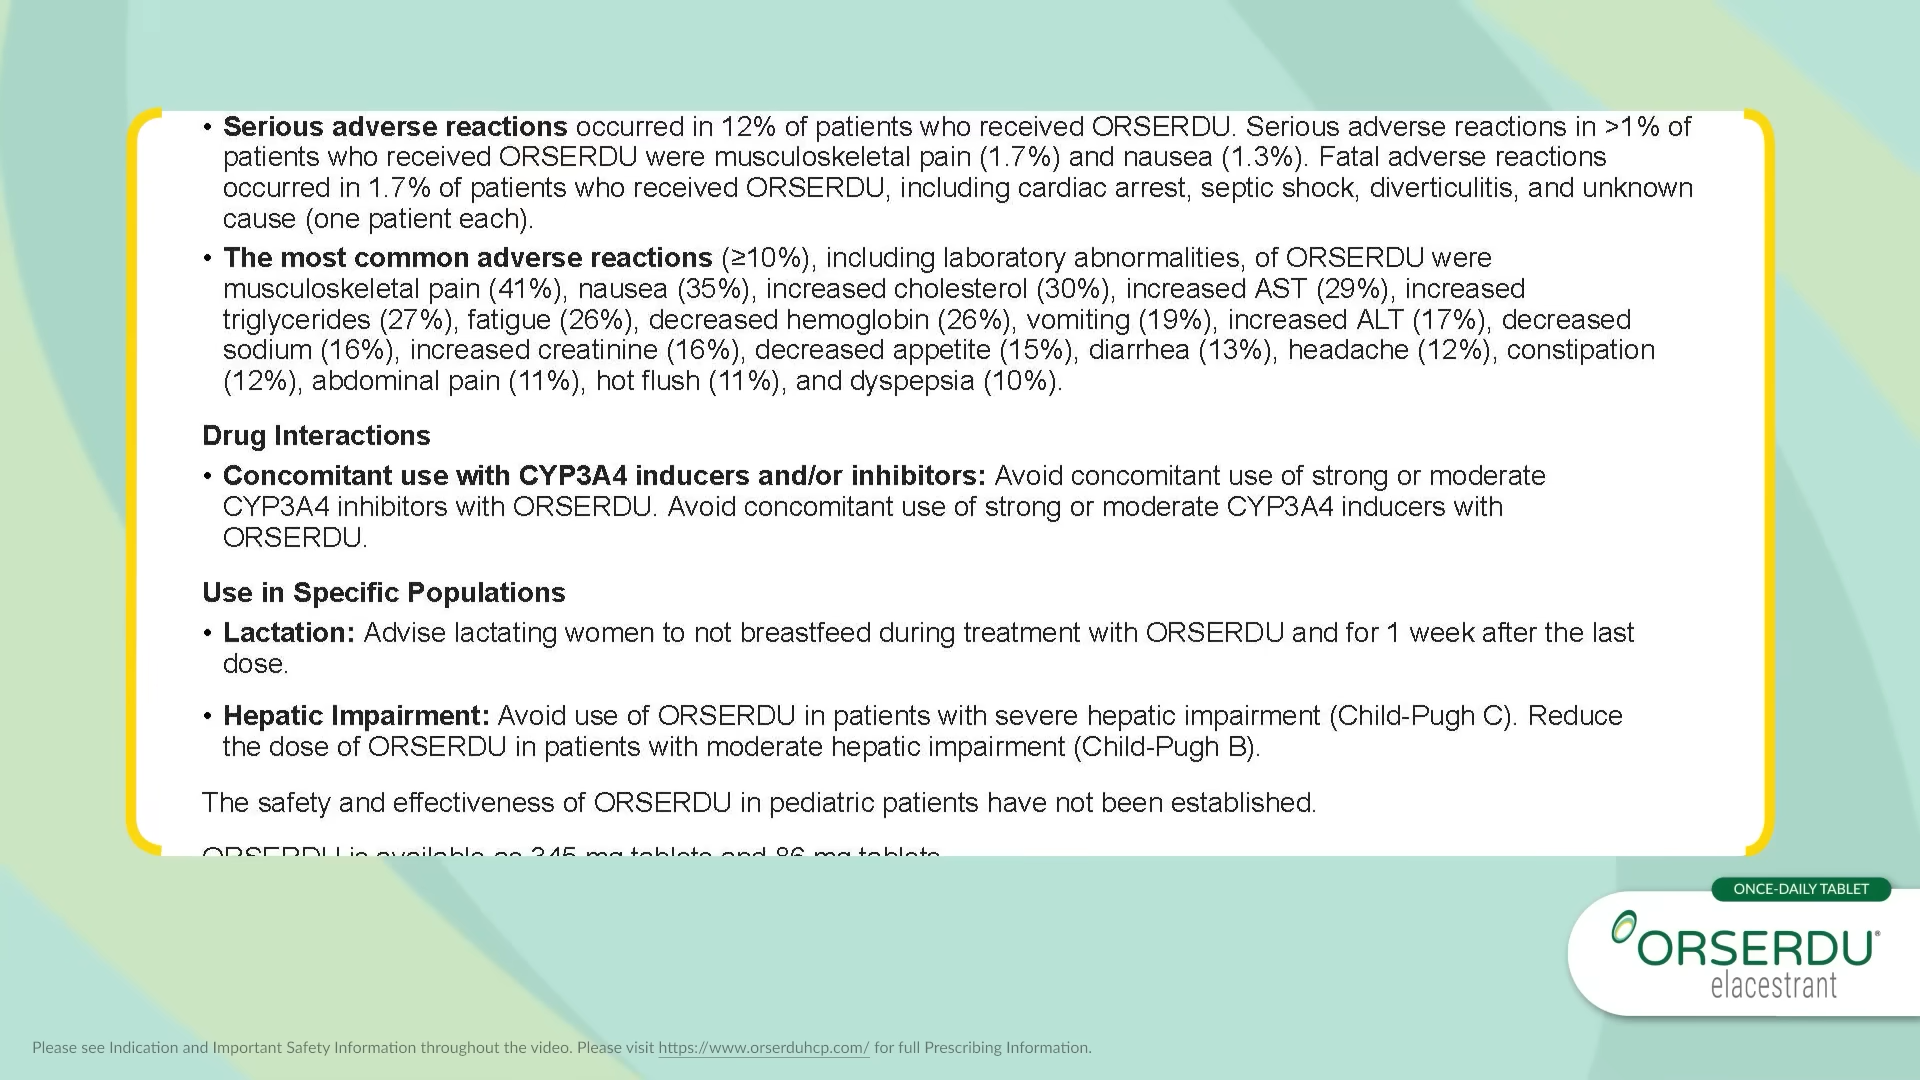 • Serious adverse reactions occurred in 12% of patients who received ORSERDU. Serious adverse reactions in >1% of
patients who received ORSERDU were musculoskeletal pain (1.7%) and nausea (1.3%). Fatal adverse reactions
occurred in 1.7% of patients who received ORSERDU, including cardiac arrest, septic shock, diverticulitis, and unknown
cause (one patient each).
• The most common adverse reactions (≥10%), including laboratory abnormalities, of ORSERDU were
musculoskeletal pain (41%), nausea (35%), increased cholesterol (30%), increased AST (29%), increased
triglycerides (27%), fatigue (26%), decreased hemoglobin (26%), vomiting (19%), increased ALT (17%), decreased
sodium (16%), increased creatinine (16%), decreased appetite (15%), diarrhea (13%), headache (12%), constipation
(12%), abdominal pain (11%), hot flush (11%), and dyspepsia (10%).
Drug Interactions
• Concomitant use with CYP3A4 inducers and/or inhibitors: Avoid concomitant use of strong or moderate
CYP3A4 inhibitors with ORSERDU. Avoid concomitant use of strong or moderate CYP3A4 inducers with
ORSERDU.
Use in Specific Populations
• Lactation: Advise lactating women to not breastfeed during treatment with ORSERDU and for 1 week after the last
dose.
• Hepatic Impairment: Avoid use of ORSERDU in patients with severe hepatic impairment (Child-Pugh C). Reduce
the dose of ORSERDU in patients with moderate hepatic impairment (Child-Pugh B).
The safety and effectiveness of ORSERDU in pediatric patients have not been established.
ORSERDU is available as 345 mg tablets and 86 mg tablets
ONCE-DAILY TABLET
ORSERDU®
elacestrant
Please see Indication and Important Safety Information throughout the video. Please visit https://www.orserduhcp.com/ for full Prescribing Information.